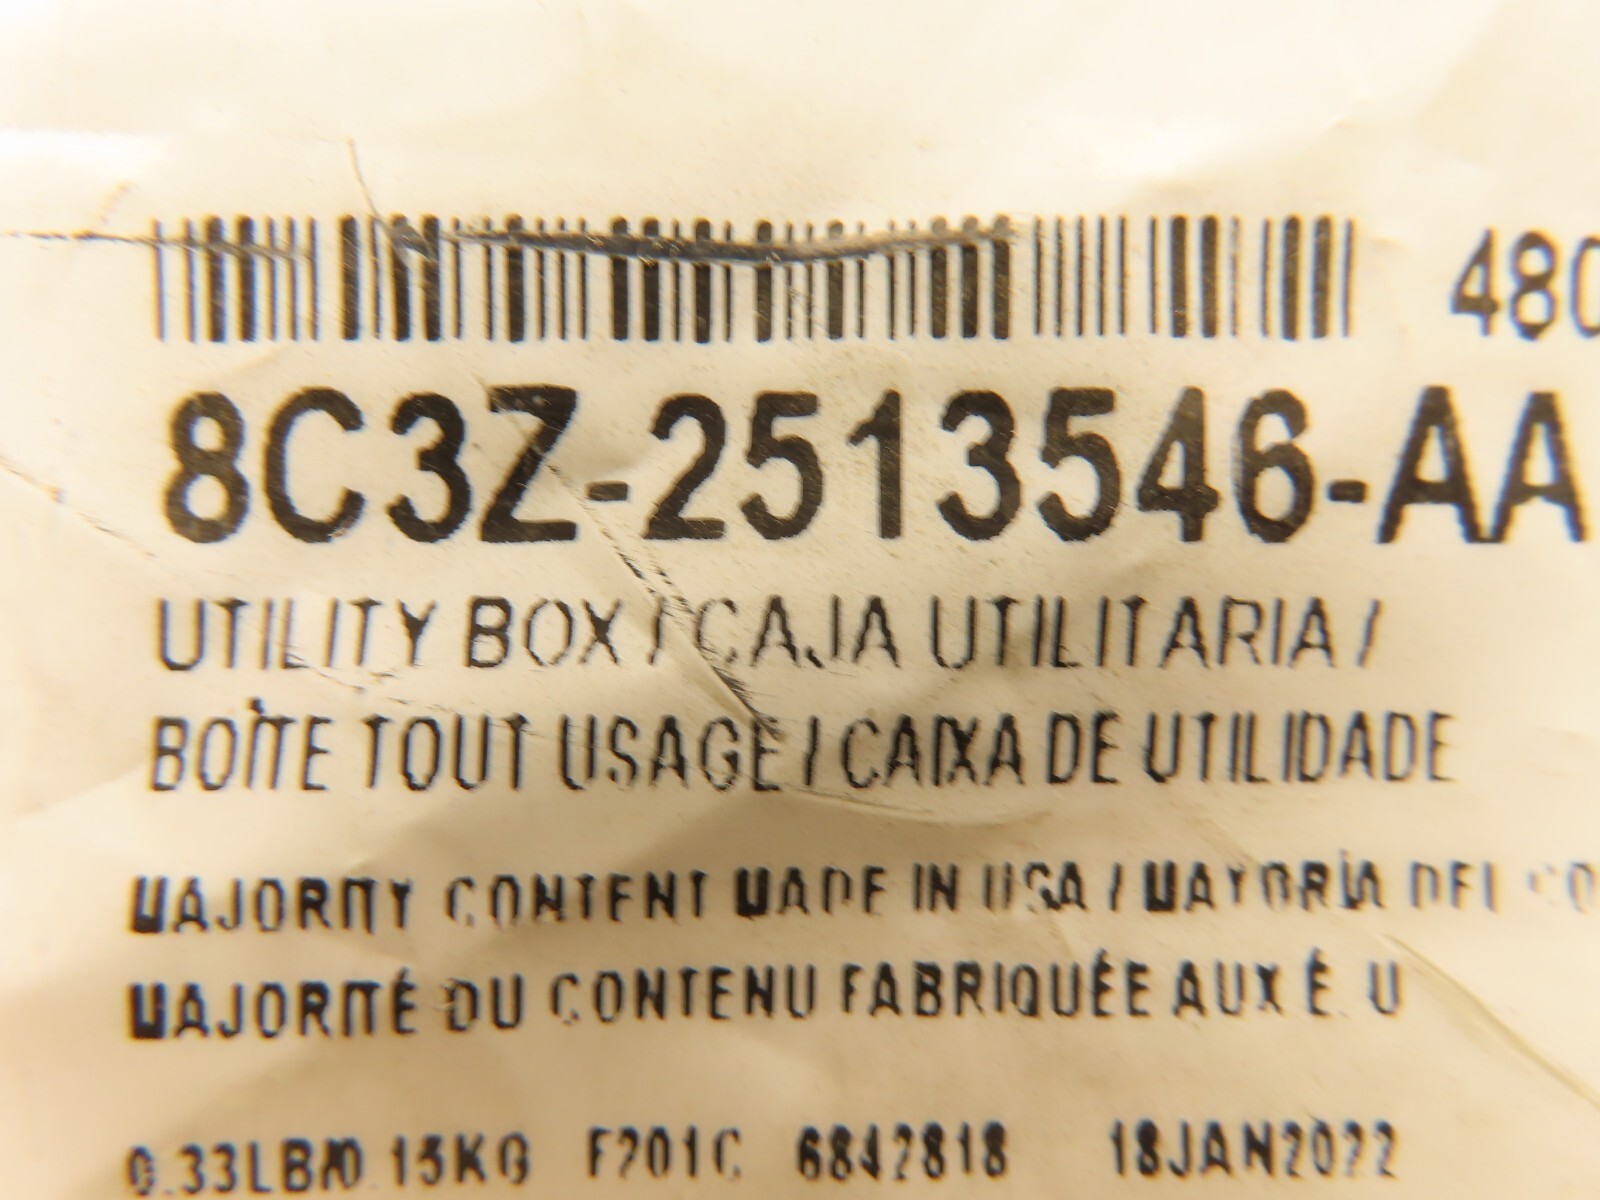 480
8C3Z-2513546-AA
UTILITY BOX / CAJA UTILITARIA /
BOÎTE TOUT USAGE / CAIXA DE UTILIDADE
MAJORITY CONTENT MADE IN USA / MAYORÍA DEL CO
MAJORITÉ DU CONTENU FABRIQUÉE AUX É. U
0.33LB/0.15KG F201C 6842818 18JAN2022